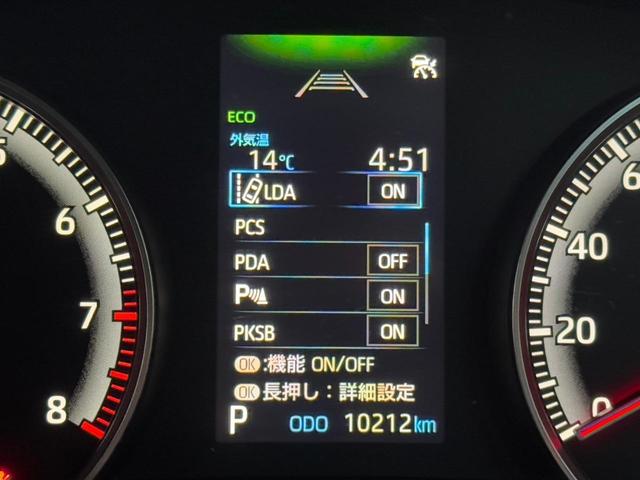 ECO
外気温
14℃ 4:51
LDA ON
PCS
PDA OFF
P ON
PKSB ON
OK:機能 ON/OFF
OK長押し：詳細設定
P ODO 10212km
6
7
8
6
40
20
0